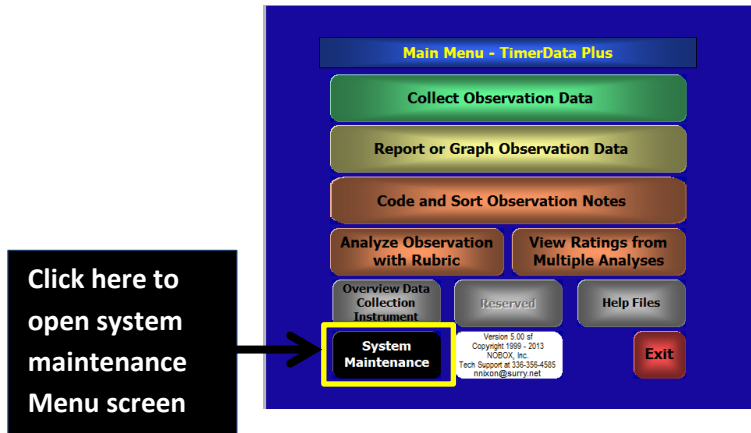 Main Menu - TimerData Plus
Collect Observation Data
Report or Graph Observation Data
Code and Sort Observation Notes
Analyze Observation
with Rubric
View Ratings from
Multiple Analyses
Overview Data
Collection
Instrument
Reserved
Help Files
Click here to
open system
maintenance
Menu screen
System
Maintenance
Version 5.00 sf
Copyright 1999 - 2013
NOBOX, Inc.
Tech Support at 336-356-4585
nnixon@surry.net
Exit